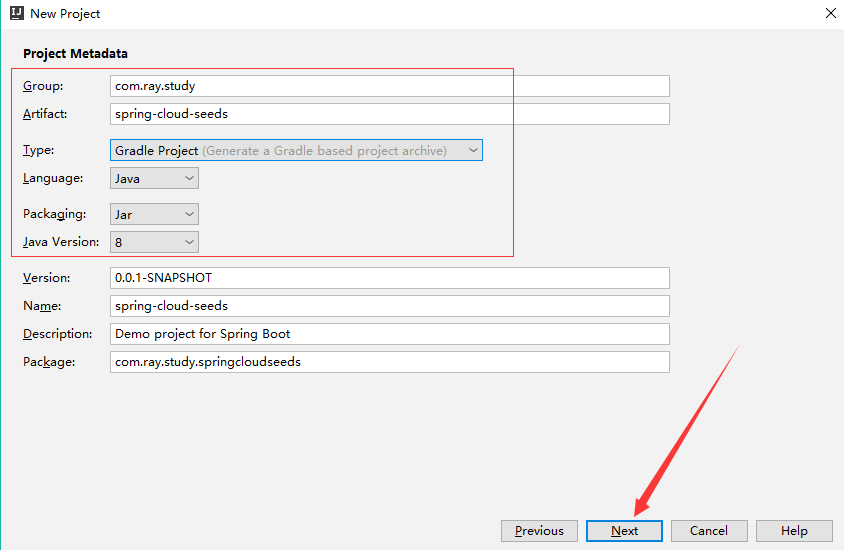 New Project
Project Metadata
Group: com.ray.study
Artifact: spring-cloud-seeds
Type: Gradle Project (Generate a Gradle based project archive)
Language: Java
Packaging: Jar
Java Version: 8
Version: 0.0.1-SNAPSHOT
Name: spring-cloud-seeds
Description: Demo project for Spring Boot
Package: com.ray.study.springcloudseeds
Previous Next Cancel Help